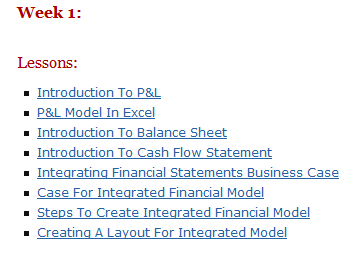 Week 1:
Lessons:
Introduction To P&L
P&L Model In Excel
Introduction To Balance Sheet
Introduction To Cash Flow Statement
Integrating Financial Statements Business Case
Case For Integrated Financial Model
Steps To Create Integrated Financial Model
Creating A Layout For Integrated Model